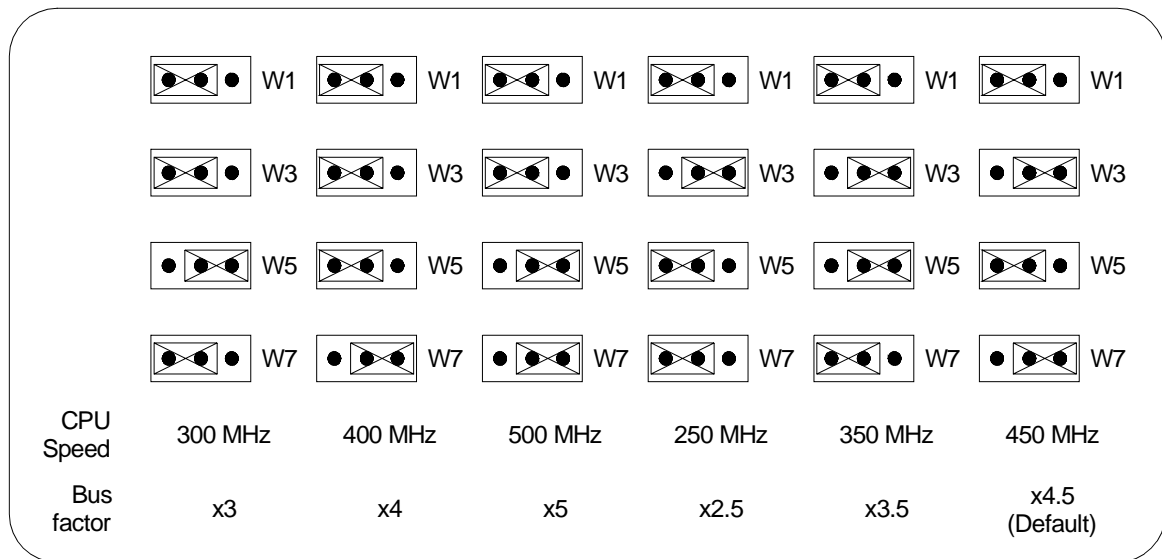 W1 W1 W1 W1 W1 W1
W3 W3 W3 W3 W3 W3
W5 W5 W5 W5 W5 W5
W7 W7 W7 W7 W7 W7
CPU
Speed
300 MHz 400 MHz 500 MHz 250 MHz 350 MHz 450 MHz
Bus
factor
x3 x4 x5 x2.5 x3.5 x4.5
(Default)